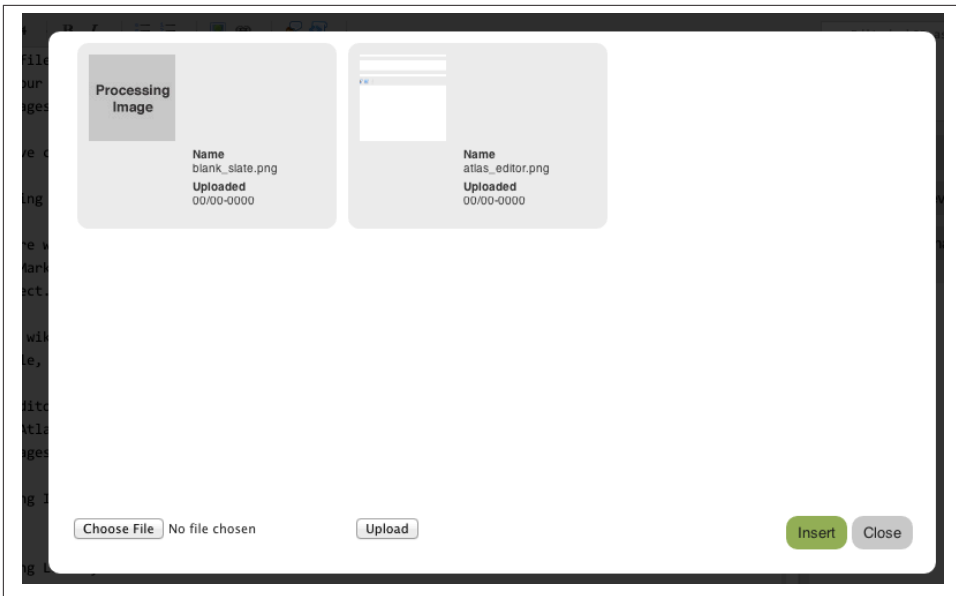 Processing
Image
Name
blank_slate.png
Uploaded
00/00-0000
Name
atlas_editor.png
Uploaded
00/00-0000
Choose File No file chosen
Upload
Insert
Close